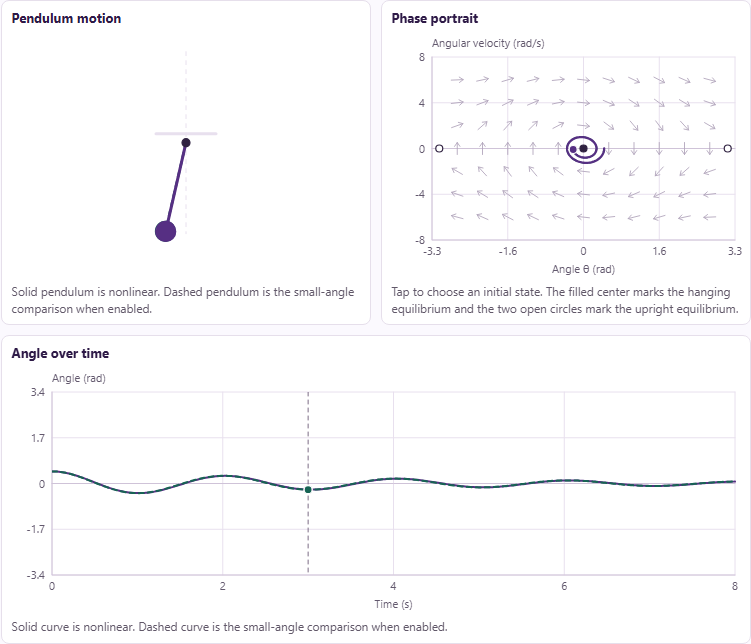 Pendulum motion
Solid pendulum is nonlinear. Dashed pendulum is the small-angle
comparison when enabled.
Phase portrait
Angular velocity (rad/s)
8
4
0
-4
-8
-3.3
-1.6
0
1.6
3.3
Angle θ (rad)
Tap to choose an initial state. The filled center marks the hanging
equilibrium and the two open circles mark the upright equilibrium.
Angle over time
Angle (rad)
3.4
1.7
0
-1.7
-3.4
0
2
4
6
8
Time (s)
Solid curve is nonlinear. Dashed curve is the small-angle comparison when enabled.